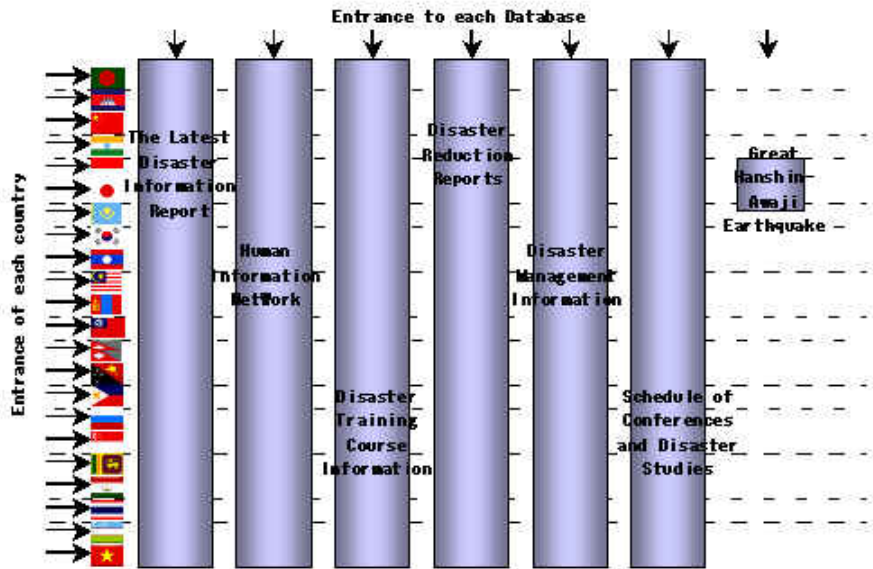 Entrance to each Database
Entrance of each country
The Latest
Disaster
Information
Report
Human
Information
NetWork
Disaster
Training
Course
Information
Disaster
Reduction
Reports
Disaster
Management
Information
Schedule of
Conferences
and Disaster
Studies
Great
Hanshin-
Awaji
Earthquake